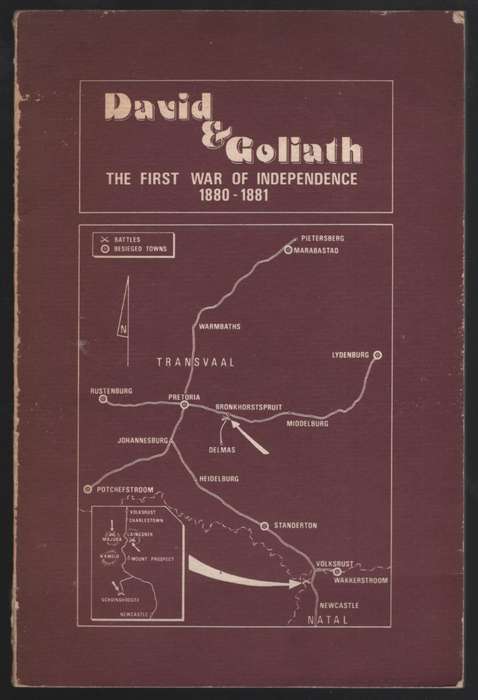 David
&
Goliath
THE FIRST WAR OF INDEPENDENCE
1880-1881
BATTLES
BESIEGED TOWNS
PIETERSBERG
MARABASTAD
N
WARMBATHS
TRANSVAAL
LYDENBURG
RUSTENBURG
PRETORIA
BRONKHORSTSPRUIT
MIDDELBURG
JOHANNESBURG
DELMAS
HEIDELBURG
POTCHEFSTROOM
VOLKSRUST
CHARLESTOWN
LAINGSNEK
MAJUBA
MOUNT PROSPECT
SCHUINSHOOGTE
NEWCASTLE
STANDERTON
VOLKSRUST
WAKKERSTROOM
NEWCASTLE
NATAL